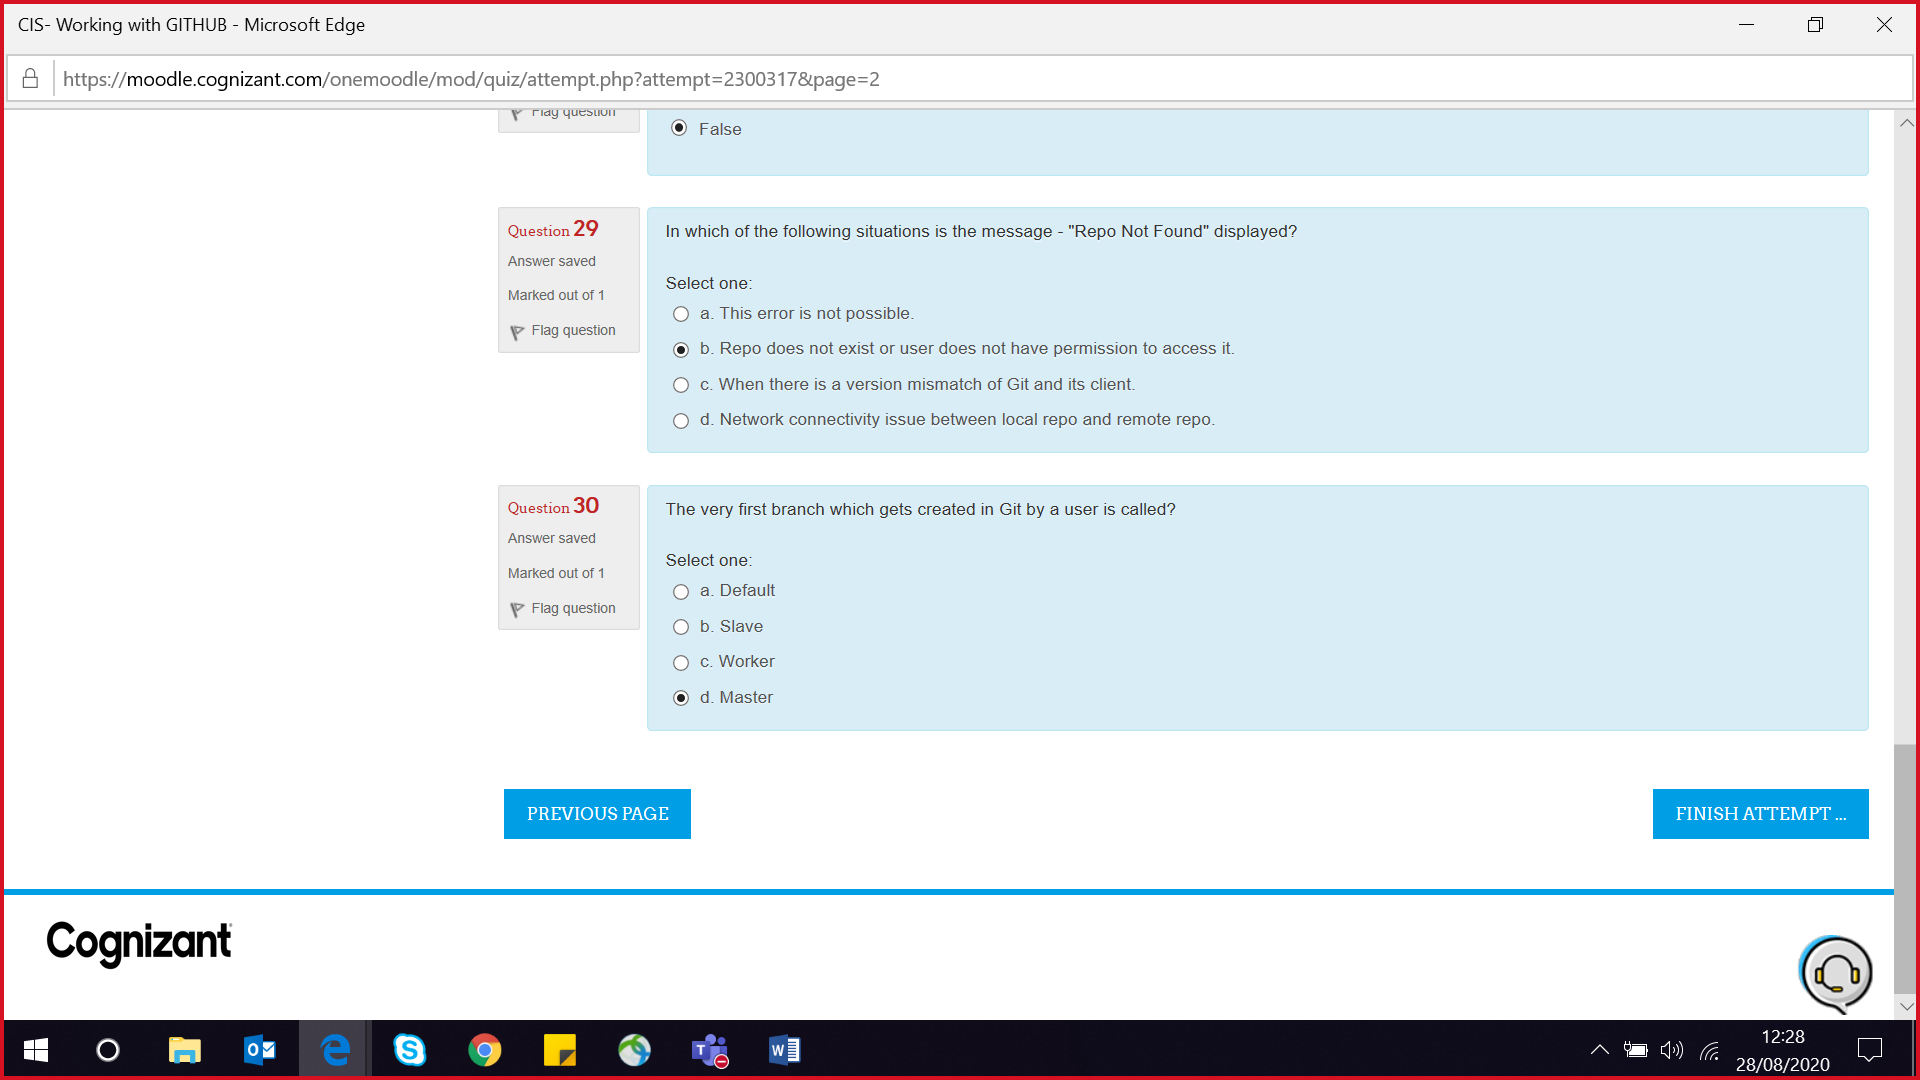 CIS- Working with GITHUB - Microsoft Edge
https://moodle.cognizant.com/onemoodle/mod/quiz/attempt.php?attempt=2300317&page=2
Flag question
False
Question 29
Answer saved
Marked out of 1
Flag question
In which of the following situations is the message - "Repo Not Found" displayed?
Select one:
a. This error is not possible.
b. Repo does not exist or user does not have permission to access it.
c. When there is a version mismatch of Git and its client.
d. Network connectivity issue between local repo and remote repo.
Question 30
Answer saved
Marked out of 1
Flag question
The very first branch which gets created in Git by a user is called?
Select one:
a. Default
b. Slave
c. Worker
d. Master
PREVIOUS PAGE
FINISH ATTEMPT ...
Cognizant
12:28
28/08/2020